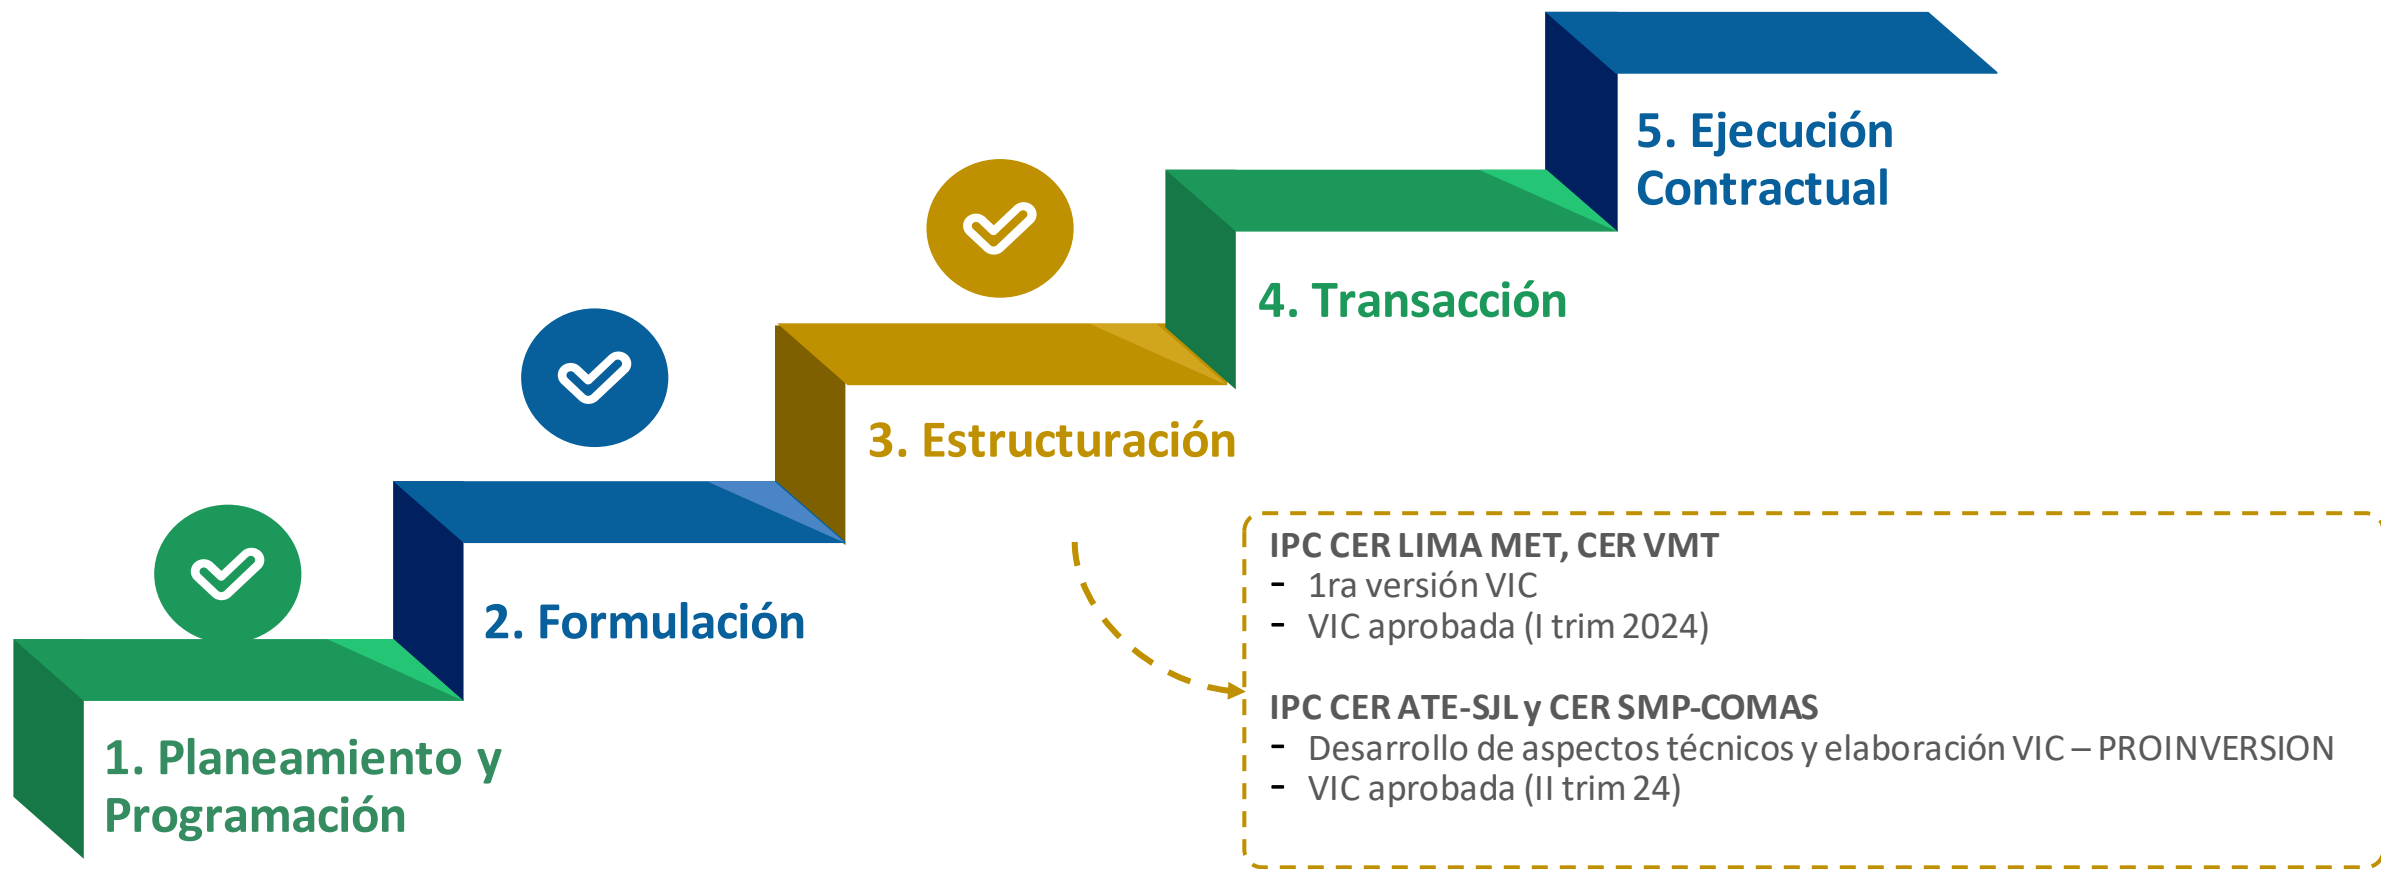 5. Ejecución
Contractual
4. Transacción
3. Estructuración
2. Formulación
1. Planeamiento y
Programación
IPC CER LIMA MET, CER VMT
- 1ra versión VIC
- VIC aprobada (I trim 2024)
IPC CER ATE-SJL y CER SMP-COMAS
- Desarrollo de aspectos técnicos y elaboración VIC – PROINVERSION
- VIC aprobada (II trim 24)